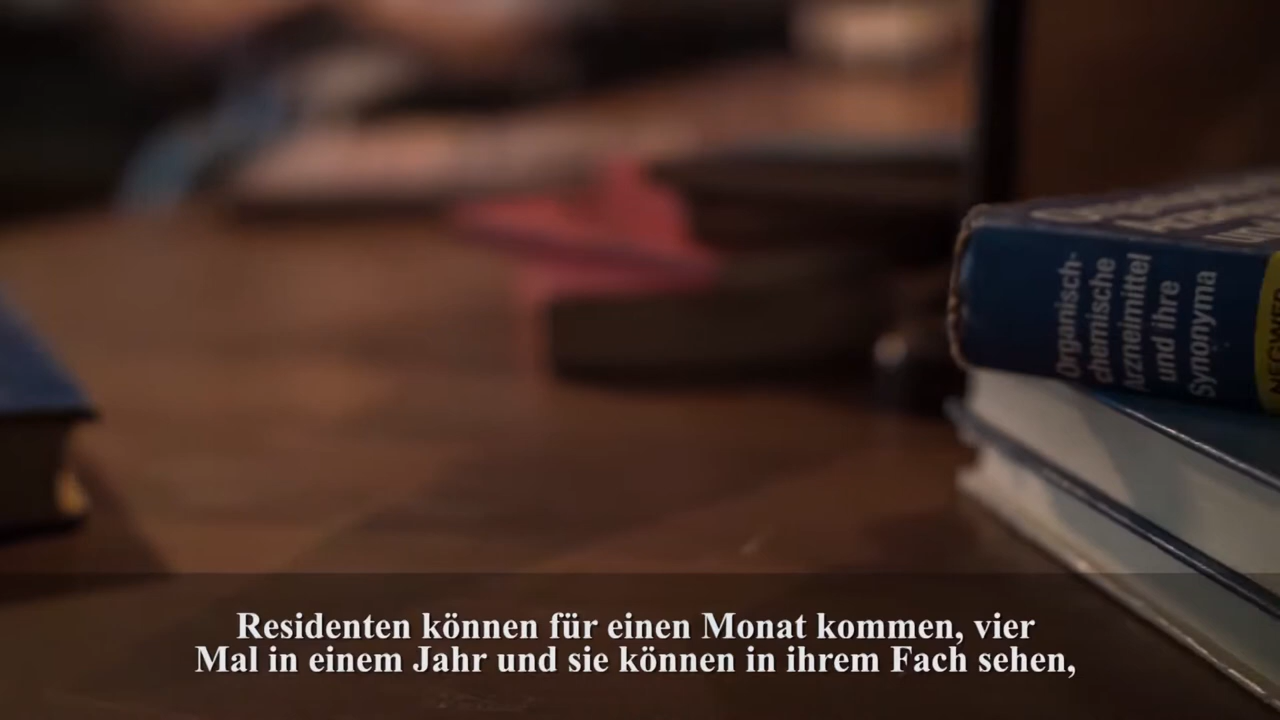 Organisch-
chemische
Arzneimittel
und ihre
Synonyma
Residenten können für einen Monat kommen, vier
Mal in einem Jahr und sie können in ihrem Fach sehen,